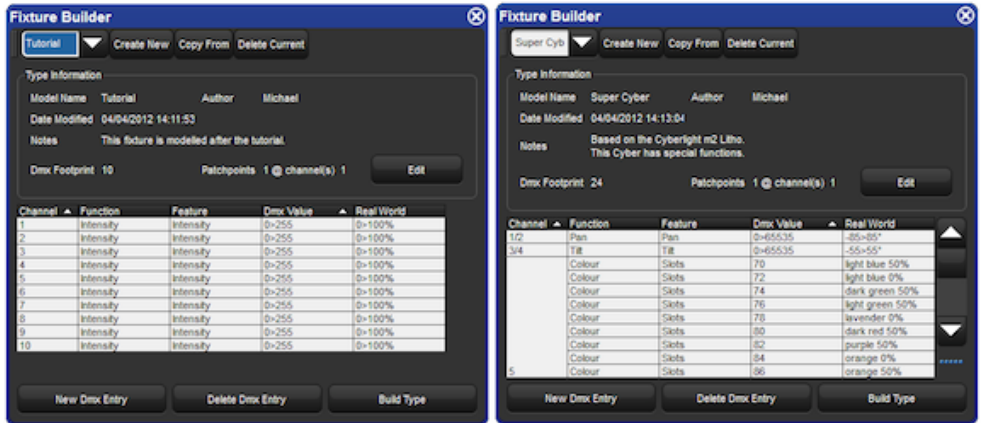 Fixture Builder
Tutorial Create New Copy From Delete Current
Type Information
Model Name Tutorial Author Michael
Date Modified 04/04/2012 14:11:53
Notes This fixture is modelled after the tutorial.
Dmx Footprint 10 Patchpoints 1 @ channel(s) 1 Edit
Channel Function Feature Dmx Value Real World
1 Intensity Intensity 0>255 0>100%
2 Intensity Intensity 0>255 0>100%
3 Intensity Intensity 0>255 0>100%
4 Intensity Intensity 0>255 0>100%
5 Intensity Intensity 0>255 0>100%
6 Intensity Intensity 0>255 0>100%
7 Intensity Intensity 0>255 0>100%
8 Intensity Intensity 0>255 0>100%
9 Intensity Intensity 0>255 0>100%
10 Intensity Intensity 0>255 0>100%
New Dmx Entry Delete Dmx Entry Build Type
Fixture Builder
Super Cyb Create New Copy From Delete Current
Type Information
Model Name Super Cyber Author Michael
Date Modified 04/04/2012 14:13:04
Notes Based on the Cyberlight m2 Litho.
This Cyber has special functions.
Dmx Footprint 24 Patchpoints 1 @ channel(s) 1 Edit
Channel Function Feature Dmx Value Real World
1/2 Pan Pan 0>65535 -85>85°
3/4 Tilt Tilt 0>65535 -55>55°
Colour Slots 70 light blue 50%
Colour Slots 72 light blue 0%
Colour Slots 74 dark green 50%
Colour Slots 76 light green 50%
Colour Slots 78 lavender 0%
Colour Slots 80 dark red 50%
Colour Slots 82 purple 50%
Colour Slots 84 orange 0%
5 Colour Slots 86 orange 50%
New Dmx Entry Delete Dmx Entry Build Type